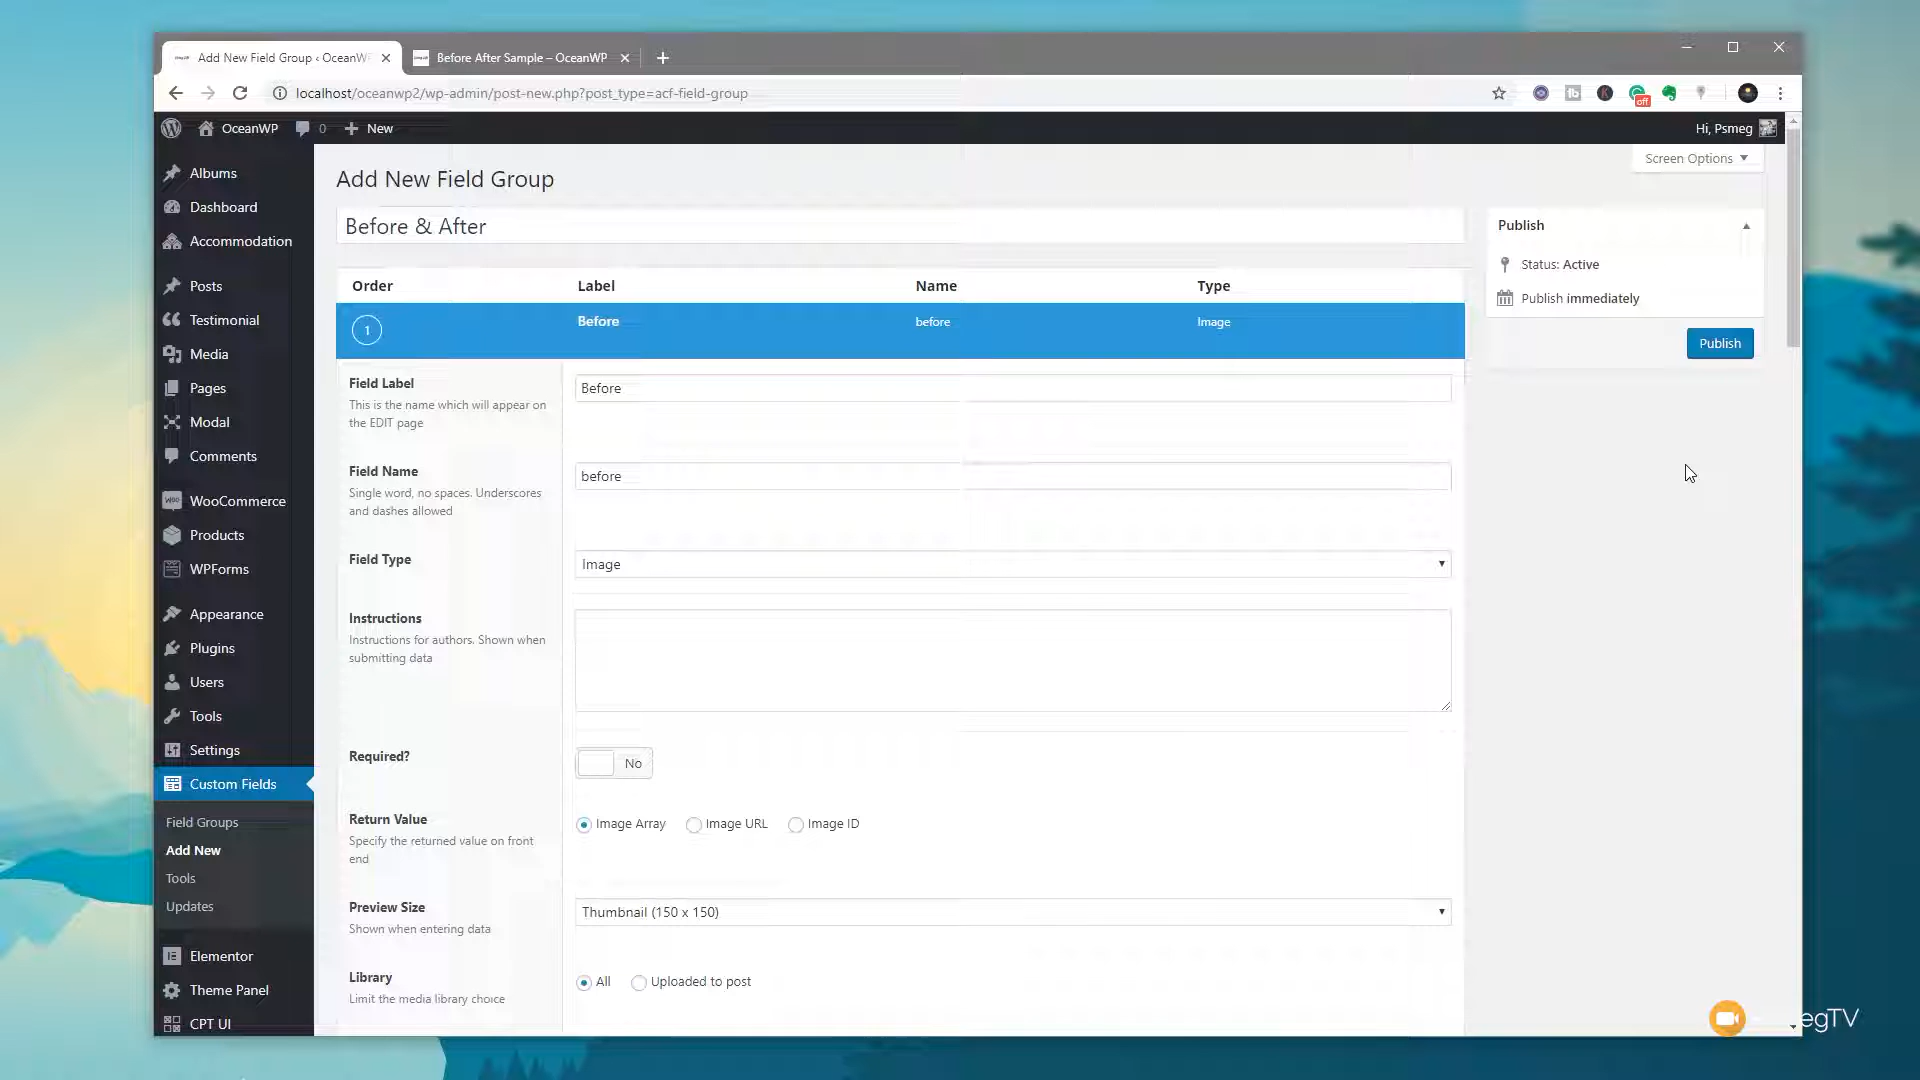 Add New Field Group ‹ OceanW
Before After Sample – OceanWP
localhost/oceanwp2/wp-admin/post-new.php?post_type=acf-field-group
off
OceanWP
0
New
Hi, Psmeg
Screen Options
Albums
Dashboard
Accommodation
Posts
Testimonial
Media
Pages
Modal
Comments
WooCommerce
Products
WPForms
Appearance
Plugins
Users
Tools
Settings
Custom Fields
Field Groups
Add New
Tools
Updates
Elementor
Theme Panel
CPT UI
Add New Field Group
Before & After
Order Label Name Type
1 Before before Image
Field Label
This is the name which will appear on
the EDIT page
Before
Field Name
Single word, no spaces. Underscores
and dashes allowed
before
Field Type
Image
Instructions
Instructions for authors. Shown when
submitting data
Required?
No
Return Value
Specify the returned value on front
end
Image Array Image URL Image ID
Preview Size
Shown when entering data
Thumbnail (150 x 150)
Library
Limit the media library choice
All Uploaded to post
Publish
Status: Active
Publish immediately
Publish
egTV